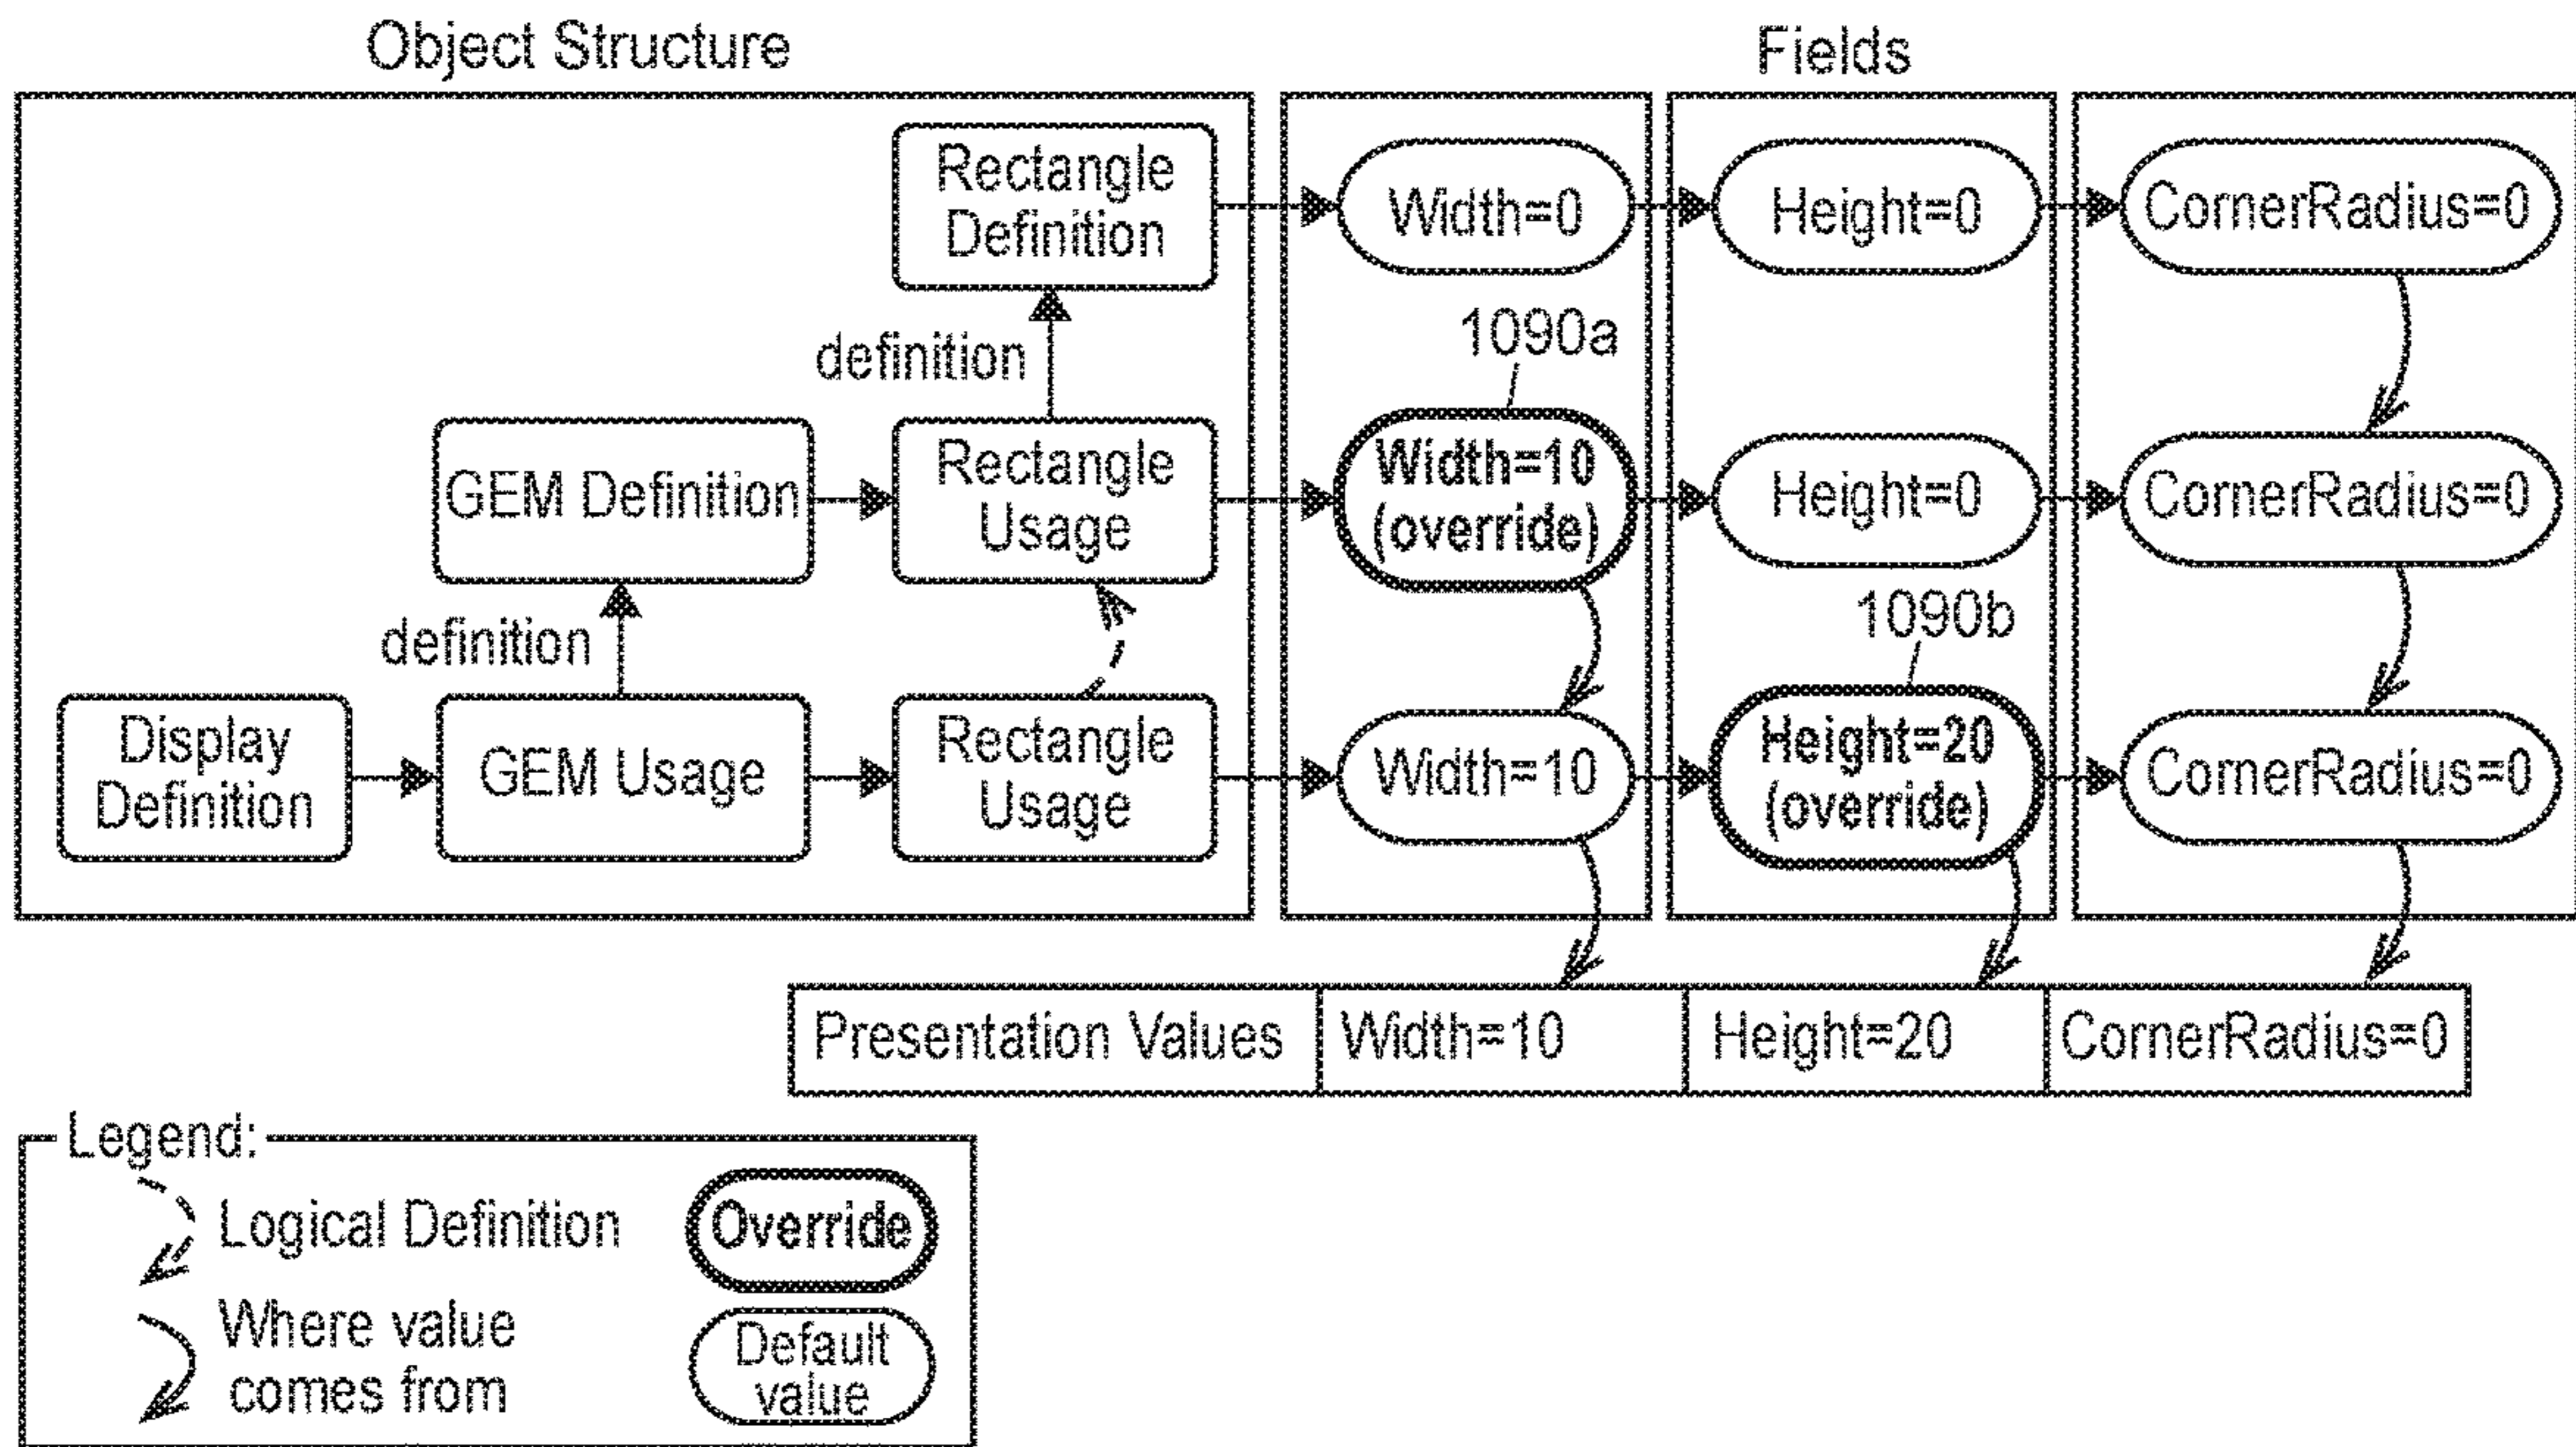 Object Structure
Fields
Rectangle
Definition
Width=0
Height=0
CornerRadius=0
definition
1090a
GEM Definition
Rectangle
Usage
Width=10
(override)
Height=0
CornerRadius=0
definition
1090b
Display
Definition
GEM Usage
Rectangle
Usage
Width=10
Height=20
(override)
CornerRadius=0
Presentation Values
Width=10
Height=20
CornerRadius=0
Legend:
Logical Definition
Override
Where value
comes from
Default
value